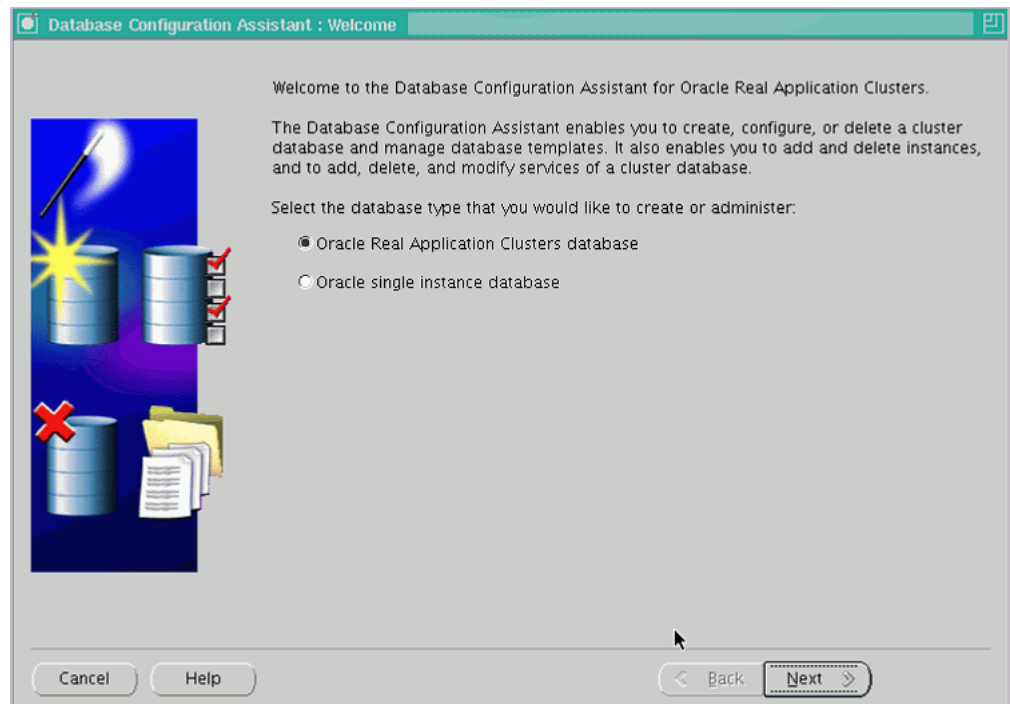 Database Configuration Assistant : Welcome
Welcome to the Database Configuration Assistant for Oracle Real Application Clusters.
The Database Configuration Assistant enables you to create, configure, or delete a cluster
database and manage database templates. It also enables you to add and delete instances,
and to add, delete, and modify services of a cluster database.
Select the database type that you would like to create or administer:
Oracle Real Application Clusters database
Oracle single instance database
Cancel
Help
Back
Next